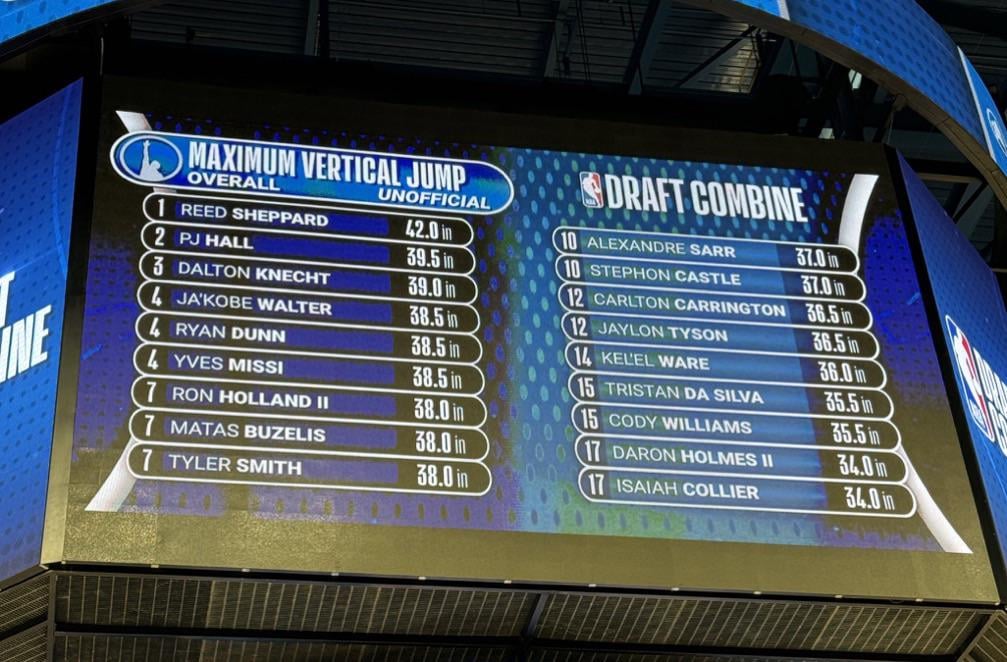 MAXIMUM VERTICAL JUMP
OVERALL UNOFFICIAL
1 REED SHEPPARD 42.0 in
2 PJ HALL 39.5 in
3 DALTON KNECHT 39.0 in
4 JA'KOBE WALTER 38.5 in
4 RYAN DUNN 38.5 in
4 YVES MISSI 38.5 in
7 RON HOLLAND II 38.0 in
7 MATAS BUZELIS 38.0 in
7 TYLER SMITH 38.0 in
NBA DRAFT COMBINE
10 ALEXANDRE SARR 37.0 in
10 STEPHON CASTLE 37.0 in
12 CARLTON CARRINGTON 36.5 in
12 JAYLON TYSON 36.5 in
14 KEL'EL WARE 36.0 in
15 TRISTAN DA SILVA 35.5 in
15 CODY WILLIAMS 35.5 in
17 DARON HOLMES II 34.0 in
17 ISAIAH COLLIER 34.0 in